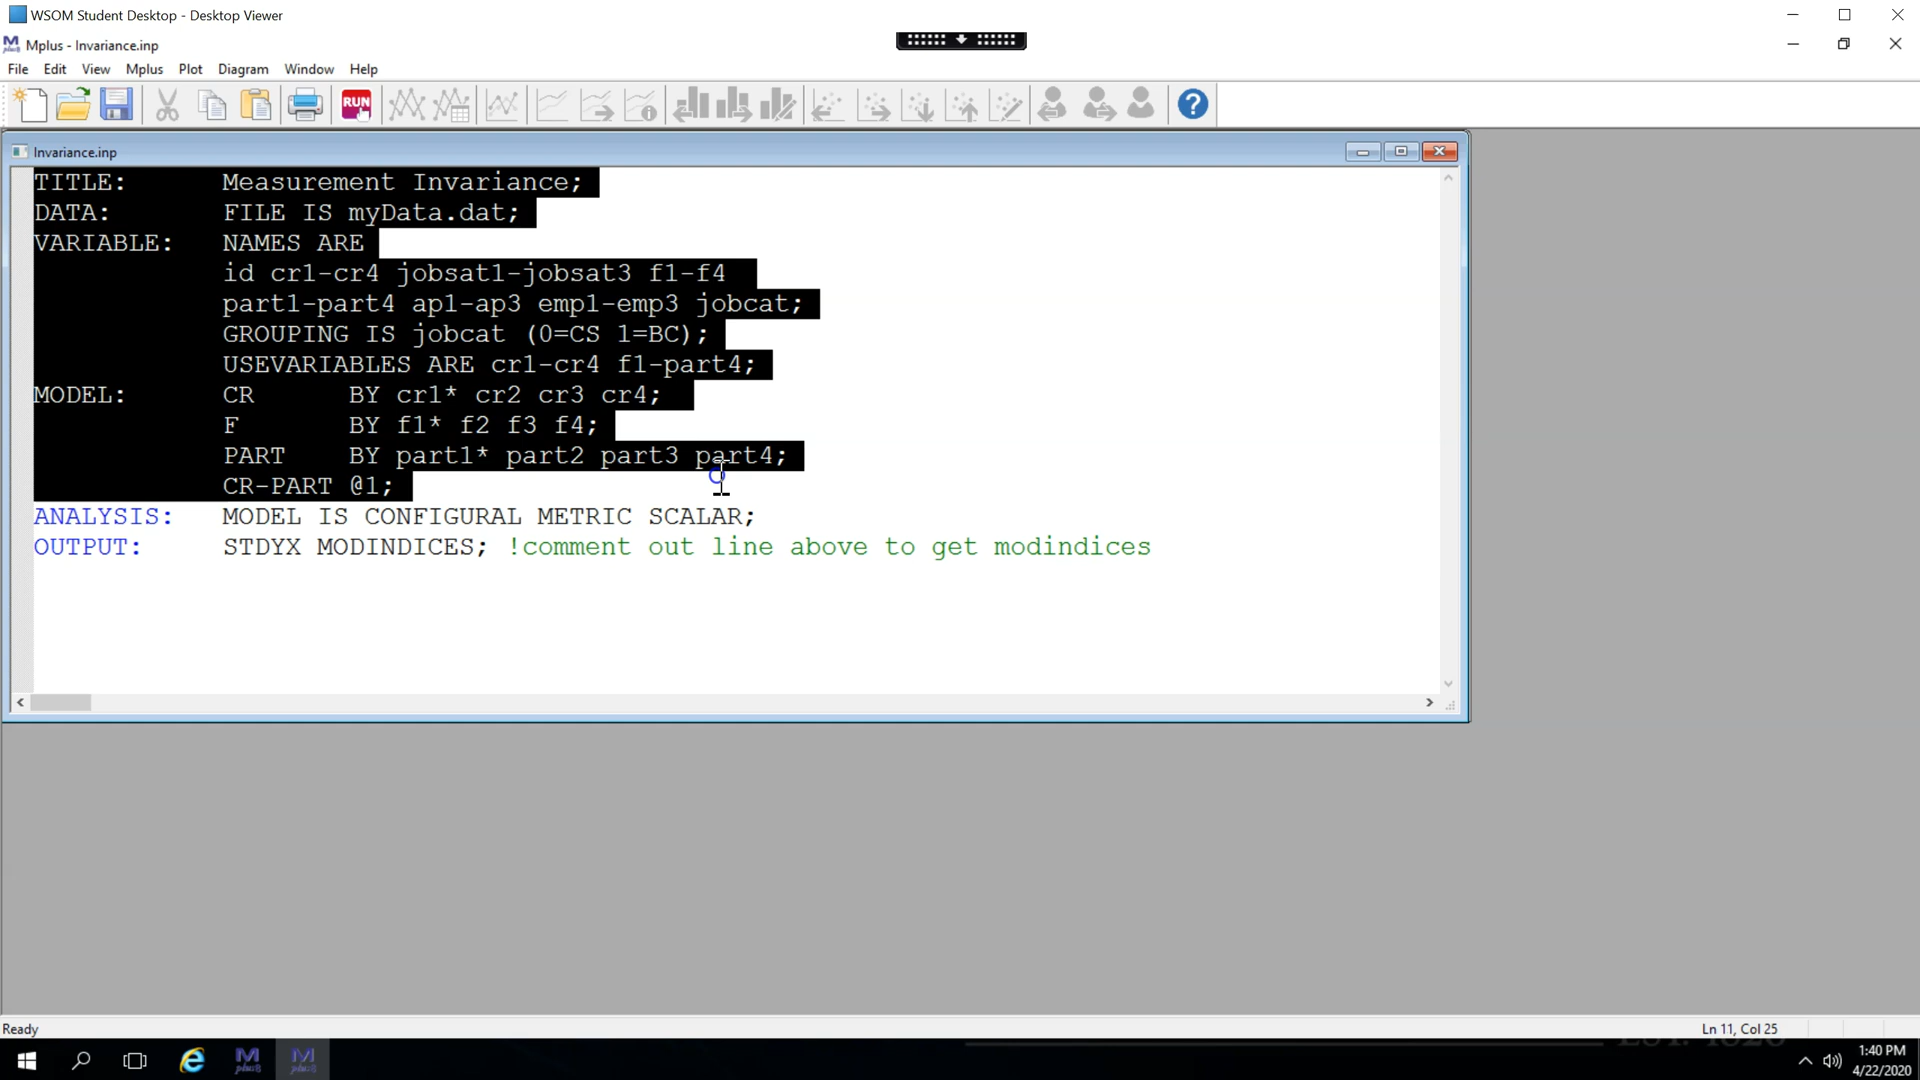 WSOM Student Desktop - Desktop Viewer
Mplus - Invariance.inp
File Edit View Mplus Plot Diagram Window Help
RUN
Invariance.inp
TITLE: Measurement Invariance;
DATA: FILE IS myData.dat;
VARIABLE: NAMES ARE
id cr1-cr4 jobsat1-jobsat3 f1-f4
part1-part4 ap1-ap3 emp1-emp3 jobcat;
GROUPING IS jobcat (0=CS 1=BC);
USEVARIABLES ARE cr1-cr4 f1-part4;
MODEL: CR BY cr1* cr2 cr3 cr4;
F BY f1* f2 f3 f4;
PART BY part1* part2 part3 part4;
CR-PART @1;
ANALYSIS: MODEL IS CONFIGURAL METRIC SCALAR;
OUTPUT: STDYX MODINDICES; !comment out line above to get modindices
Ready
Ln 11, Col 25
1:40 PM
4/22/2020